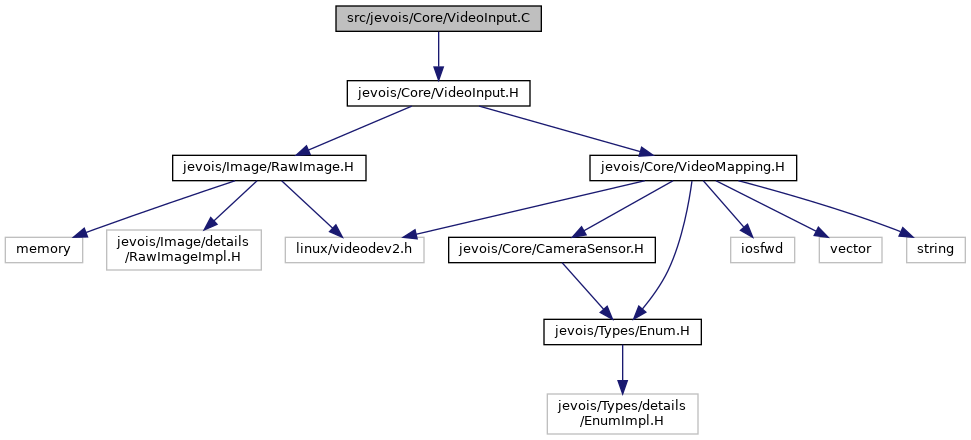 src/jevois/Core/VideoInput.C
jevois/Core/VideoInput.H
jevois/Image/RawImage.H
jevois/Core/VideoMapping.H
memory
jevois/Image/details
/RawImageImpl.H
linux/videodev2.h
jevois/Core/CameraSensor.H
iosfwd
vector
string
jevois/Types/Enum.H
jevois/Types/details
/EnumImpl.H